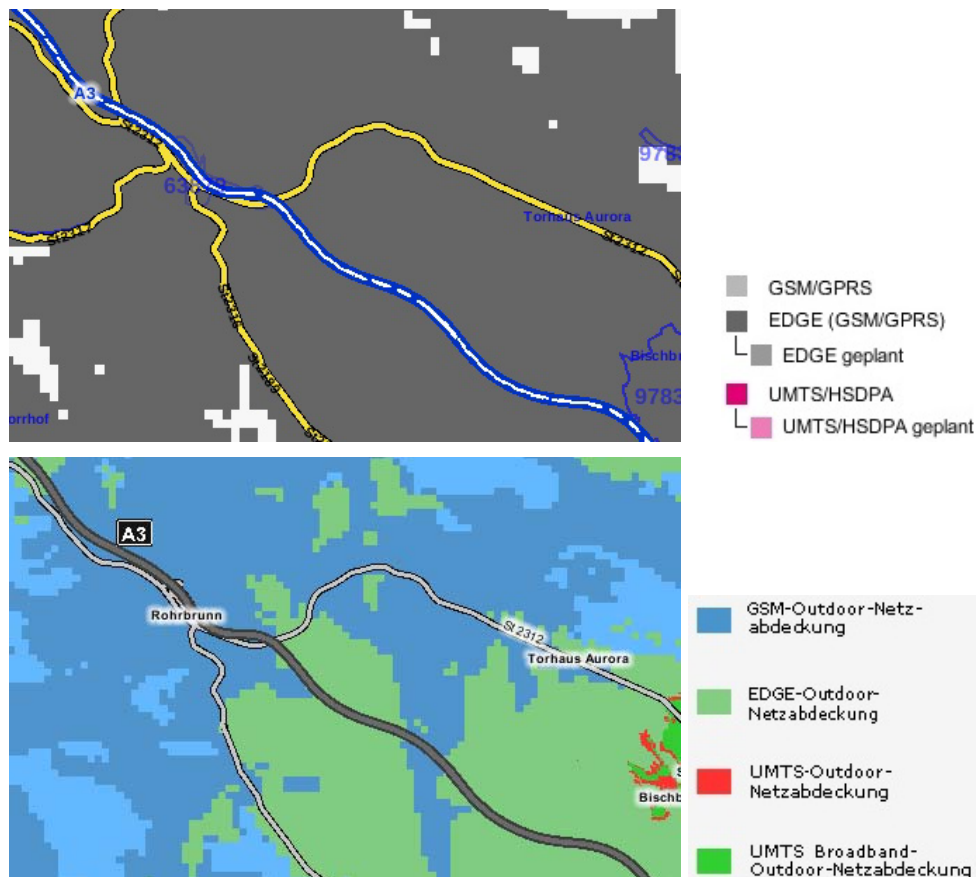 A3
9783
Torhaus Aurora
St2312
Bischb
9783
orrhof
GSM/GPRS
EDGE (GSM/GPRS)
EDGE geplant
UMTS/HSDPA
UMTS/HSDPA geplant
A3
Rohrbrunn
St 2312
Torhaus Aurora
Bischb
GSM-Outdoor-Netz-
abdeckung
EDGE-Outdoor-
Netzabdeckung
UMTS-Outdoor-
Netzabdeckung
UMTS Broadband-
Outdoor-Netzabdeckung